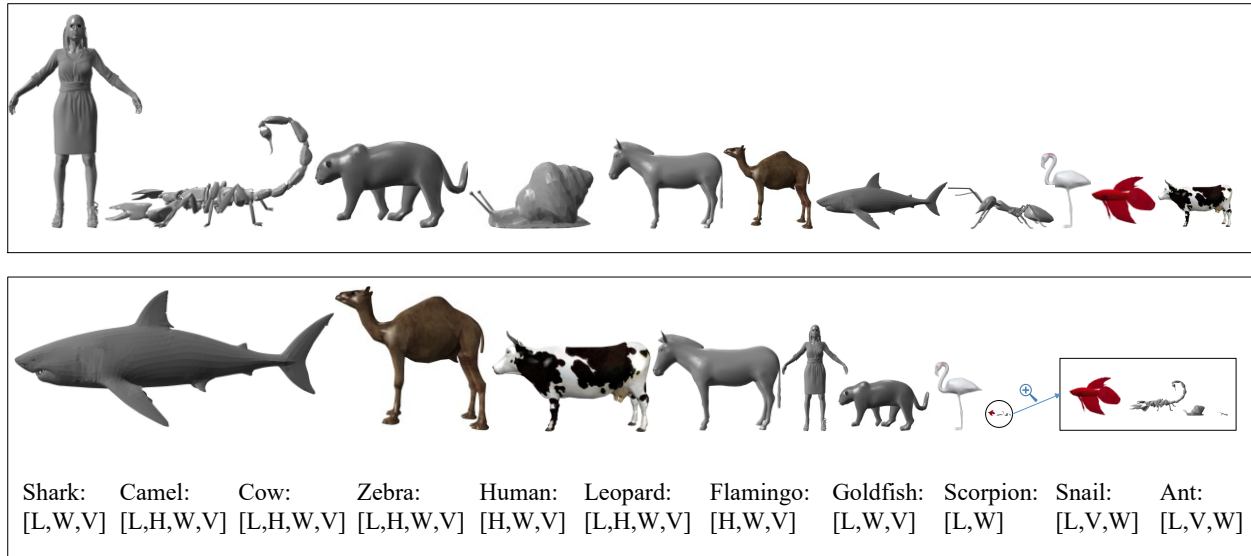 Shark: Camel: Cow: Zebra: Human: Leopard: Flamingo: Goldfish: Scorpion: Snail: Ant:
[L,W,V] [L,H,W,V] [L,H,W,V] [L,H,W,V] [H,W,V] [L,H,W,V] [H,W,V] [L,W,V] [L,W] [L,V,W] [L,V,W]